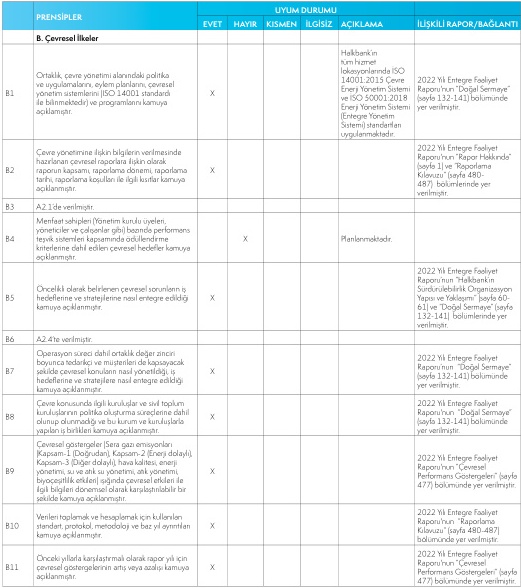 UYUM DURUMU
PRENSİPLER
EVET HAYIR KISMEN İLGİSİZ AÇIKLAMA İLİŞKİLİ RAPOR/BAĞLANTI
B. Çevresel İlkeler
B1
Ortaklık, çevre yönetimi alanındaki politika
ve uygulamalarını, eylem planlarını, çevresel
yönetim sistemlerini (ISO 14001 standardı
ile bilinmektedir) ve programlarını kamuya
açıklamıştır.
X
Halkbank'ın
tüm hizmet
lokasyonlarında ISO
14001:2015 Çevre
Enerji Yönetim Sistemi
ve ISO 50001:2018
Enerji Yönetim Sistemi
(Entegre Yönetim
Sistemi) standartları
uygulanmaktadır.
2022 Yılı Entegre Faaliyet
Raporu'nun "Doğal Sermaye"
(sayfa 132-141) bölümünde
yer verilmiştir.
B2
Çevre yönetimine ilişkin bilgilerin verilmesinde
hazırlanan çevresel raporlara ilişkin olarak
raporun kapsamı, raporlama dönemi, raporlama
tarihi, raporlama koşulları ile ilgili kısıtlar kamuya
açıklanmıştır.
X
2022 Yılı Entegre Faaliyet
Raporu'nun "Rapor Hakkında"
(sayfa 1) ve "Raporlama
Kılavuzu" (sayfa 480-
487) bölümlerinde yer
verilmiştir.
B3
A2.1'de verilmiştir.
B4
Menfaat sahipleri (Yönetim kurulu üyeleri,
yöneticiler ve çalışanlar gibi) bazında performans
teşvik sistemleri kapsamında ödüllendirme
kriterlerine dahil edilen çevresel hedefler kamuya
açıklanmıştır.
X
Planlanmaktadır.
B5
Öncelikli olarak belirlenen çevresel sorunların iş
hedeflerine ve stratejilerine nasıl entegre edildiği
kamuya açıklanmıştır.
X
2022 Yılı Entegre Faaliyet
Raporu'nun "Halkbank'ın
Sürdürülebilirlik Organizasyon
Yapısı ve Yaklaşımı" (sayfa 60-
61) ve "Doğal Sermaye" (sayfa
132-141) bölümlerinde yer
verilmiştir.
B6
A2.4'te verilmiştir.
B7
Operasyon süreci dahil ortaklık değer zinciri
boyunca tedarikçi ve müşterileri de kapsayacak
şekilde çevresel konuların nasıl yönetildiği, iş
hedeflerine ve stratejilere nasıl entegre edildiği
kamuya açıklanmıştır.
X
2022 Yılı Entegre Faaliyet
Raporu'nun "Doğal Sermaye"
(sayfa 132-141) bölümünde
yer verilmiştir.
B8
Çevre konusunda ilgili kuruluşlar ve sivil toplum
kuruluşlarının politika oluşturma süreçlerine dahil
olunup olunmadığı ve bu kurum ve kuruluşlarla
yapılan iş birlikleri kamuya açıklanmıştır.
X
2022 Yılı Entegre Faaliyet
Raporu'nun "Doğal Sermaye"
(sayfa 132-141) bölümünde
yer verilmiştir.
B9
Çevresel göstergeler (Sera gazı emisyonları
(Kapsam-1 (Doğrudan), Kapsam-2 (Enerji dolaylı),
Kapsam-3 (Diğer dolaylı), hava kalitesi, enerji
yönetimi, su ve atık su yönetimi, atık yönetimi,
biyoçeşitlilik etkileri) ışığında çevresel etkileri ile
ilgili bilgileri dönemsel olarak karşılaştırılabilir bir
şekilde kamuya açıklanmıştır.
X
2022 Yılı Entegre Faaliyet
Raporu'nun "Çevresel
Performans Göstergeleri" (sayfa
477) bölümünde yer verilmiştir.
B10
Verileri toplamak ve hesaplamak için kullanılan
standart, protokol, metodoloji ve baz yıl ayrıntıları
kamuya açıklanmıştır.
X
2022 Yılı Entegre Faaliyet
Raporu'nun "Raporlama
Kılavuzu" (sayfa 480-487)
bölümünde yer verilmiştir.
B11
Önceki yıllarla karşılaştırmalı olarak rapor yılı için
çevresel göstergelerinin artış veya azalışı kamuya
açıklanmıştır.
X
2022 Yılı Entegre Faaliyet
Raporu'nun "Çevresel
Performans Göstergeleri" (sayfa
477) bölümünde yer verilmiştir.